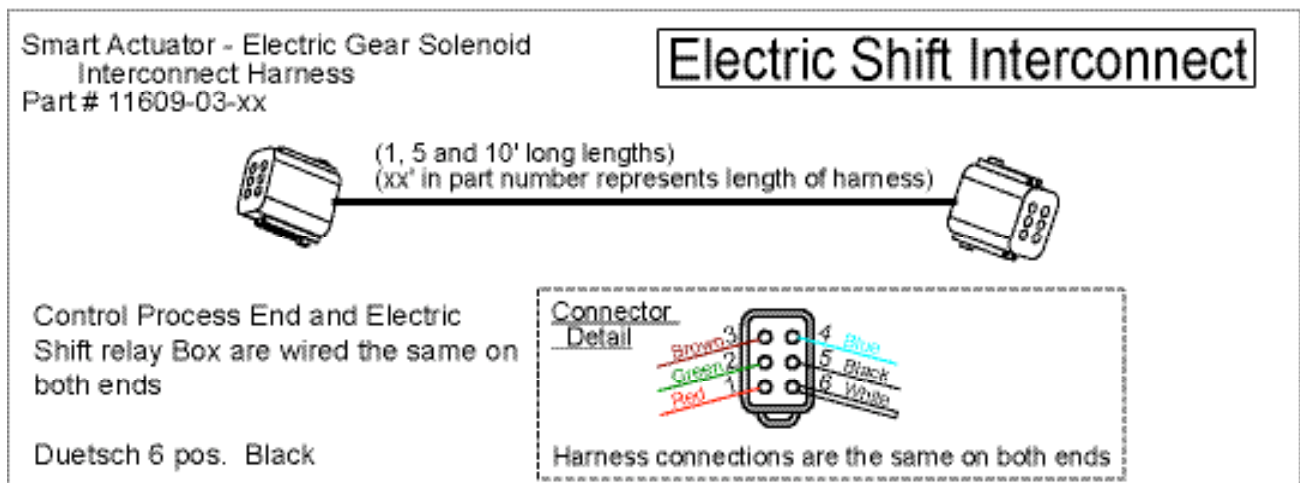 Smart Actuator - Electric Gear Solenoid
Interconnect Harness
Part # 11609-03-xx
Electric Shift Interconnect
(1, 5 and 10' long lengths)
(xx' in part number represents length of harness)
Control Process End and Electric
Shift relay Box are wired the same on
both ends
Duetsch 6 pos. Black
Connector
Detail
Brown 3
4 Blue
Green 2
5 Black
Red 1
6 White
Harness connections are the same on both ends